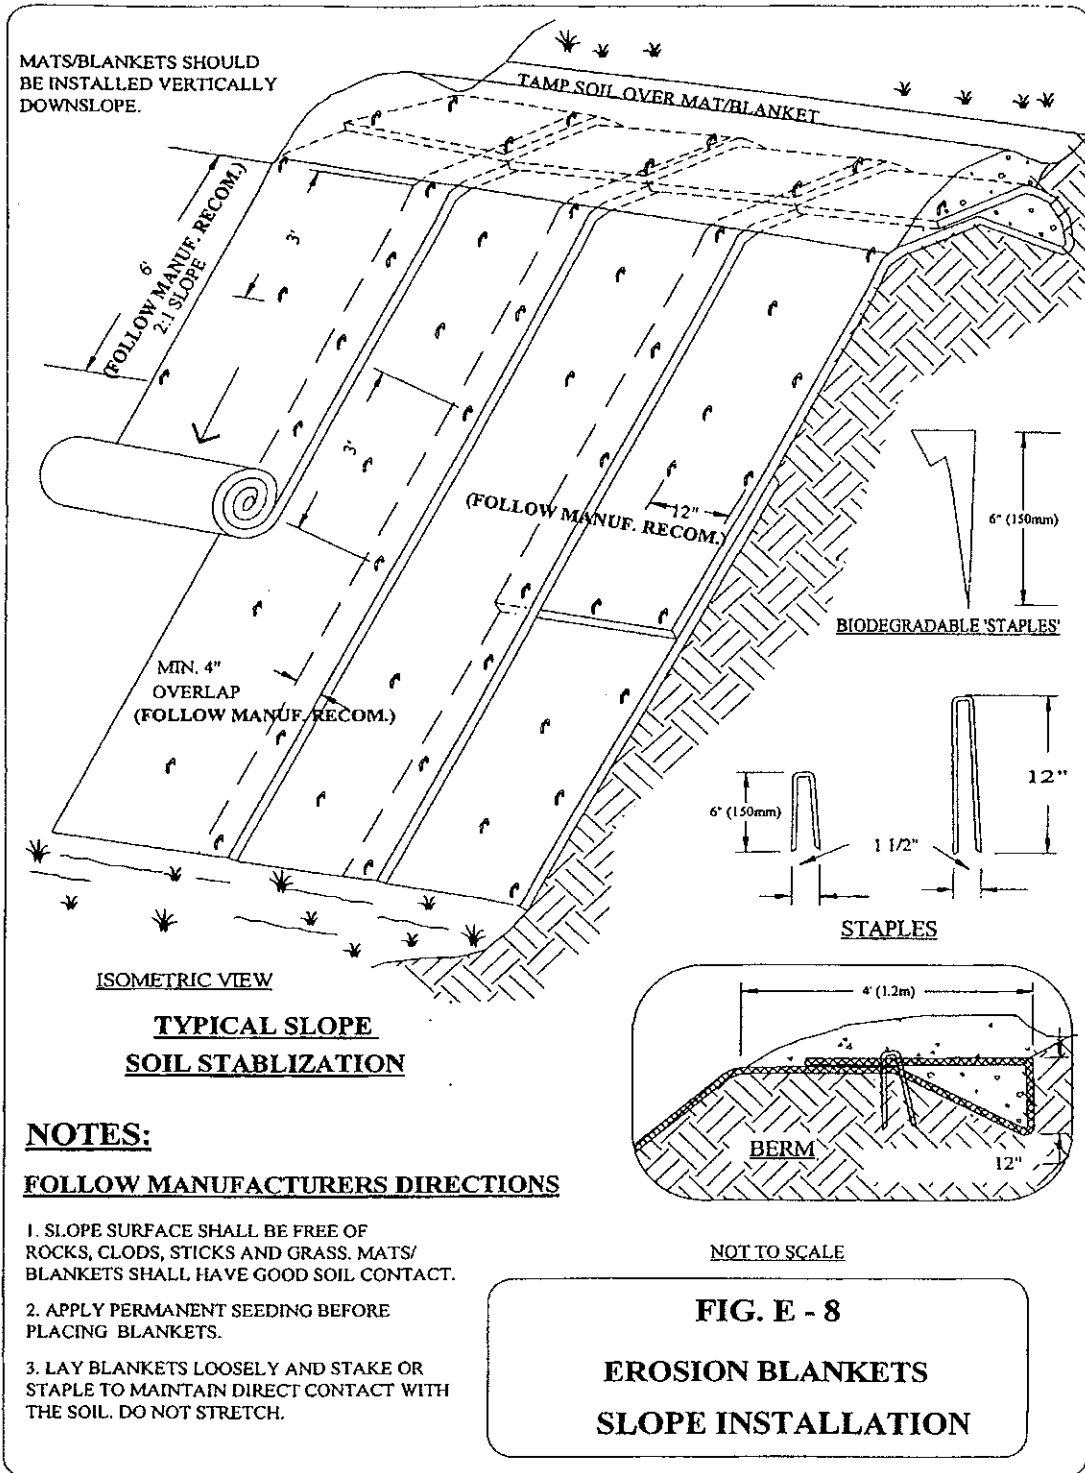 MATS/BLANKETS SHOULD
BE INSTALLED VERTICALLY
DOWNSLOPE.
TAMP SOIL OVER MAT/BLANKET
6'
(FOLLOW MANUF. RECOM.)
2:1 SLOPE
3'
3'
12"
(FOLLOW MANUF. RECOM.)
MIN. 4"
OVERLAP
(FOLLOW MANUF. RECOM.)
6" (150mm)
BIODEGRADABLE 'STAPLES'
12"
6" (150mm)
1 1/2"
STAPLES
ISOMETRIC VIEW
TYPICAL SLOPE
SOIL STABLIZATION
4' (1.2m)
BERM
12"
NOT TO SCALE
NOTES:
FOLLOW MANUFACTURERS DIRECTIONS
1. SLOPE SURFACE SHALL BE FREE OF
ROCKS, CLODS, STICKS AND GRASS. MATS/
BLANKETS SHALL HAVE GOOD SOIL CONTACT.
2. APPLY PERMANENT SEEDING BEFORE
PLACING BLANKETS.
3. LAY BLANKETS LOOSELY AND STAKE OR
STAPLE TO MAINTAIN DIRECT CONTACT WITH
THE SOIL. DO NOT STRETCH.
FIG. E - 8
EROSION BLANKETS
SLOPE INSTALLATION